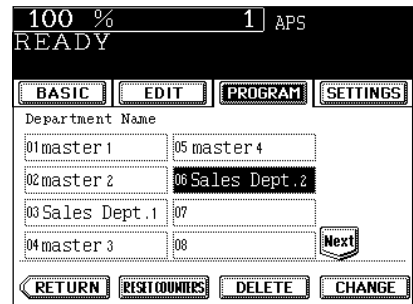 100 % 1 APS
READY
BASIC EDIT PROGRAM SETTINGS
Department Name
01 master 1 05 master 4
02 master 2 06 Sales Dept.2
03 Sales Dept.1 07
04 master 3 08 Next
RETURN RESET COUNTERS DELETE CHANGE